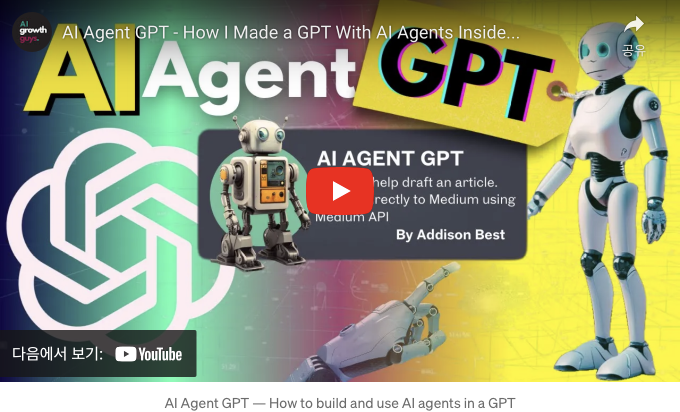 AI
growth
guys
AI Agent GPT - How I Made a GPT With AI Agents Inside...
공유
AI Agent GPT
AI AGENT GPT
help draft an article.
rectly to Medium using
Medium API
By Addison Best
다음에서 보기: YouTube
AI Agent GPT — How to build and use AI agents in a GPT